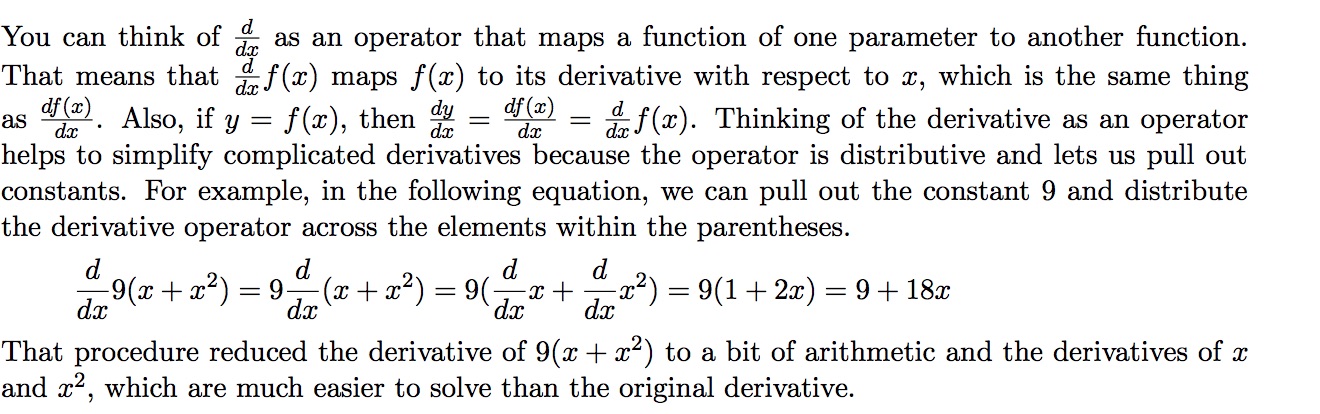 You can think of $\frac{d}{dx}$ as an operator that maps a function of one parameter to another function.
That means that $\frac{d}{dx}f(x)$ maps $f(x)$ to its derivative with respect to $x$, which is the same thing
as $\frac{df(x)}{dx}$. Also, if $y = f(x)$, then $\frac{dy}{dx} = \frac{df(x)}{dx} = \frac{d}{dx}f(x)$. Thinking of the derivative as an operator
helps to simplify complicated derivatives because the operator is distributive and lets us pull out
constants. For example, in the following equation, we can pull out the constant 9 and distribute
the derivative operator across the elements within the parentheses.
$\frac{d}{dx}9(x + x^2) = 9\frac{d}{dx}(x + x^2) = 9(\frac{d}{dx}x + \frac{d}{dx}x^2) = 9(1 + 2x) = 9 + 18x$
That procedure reduced the derivative of $9(x + x^2)$ to a bit of arithmetic and the derivatives of $x$
and $x^2$, which are much easier to solve than the original derivative.